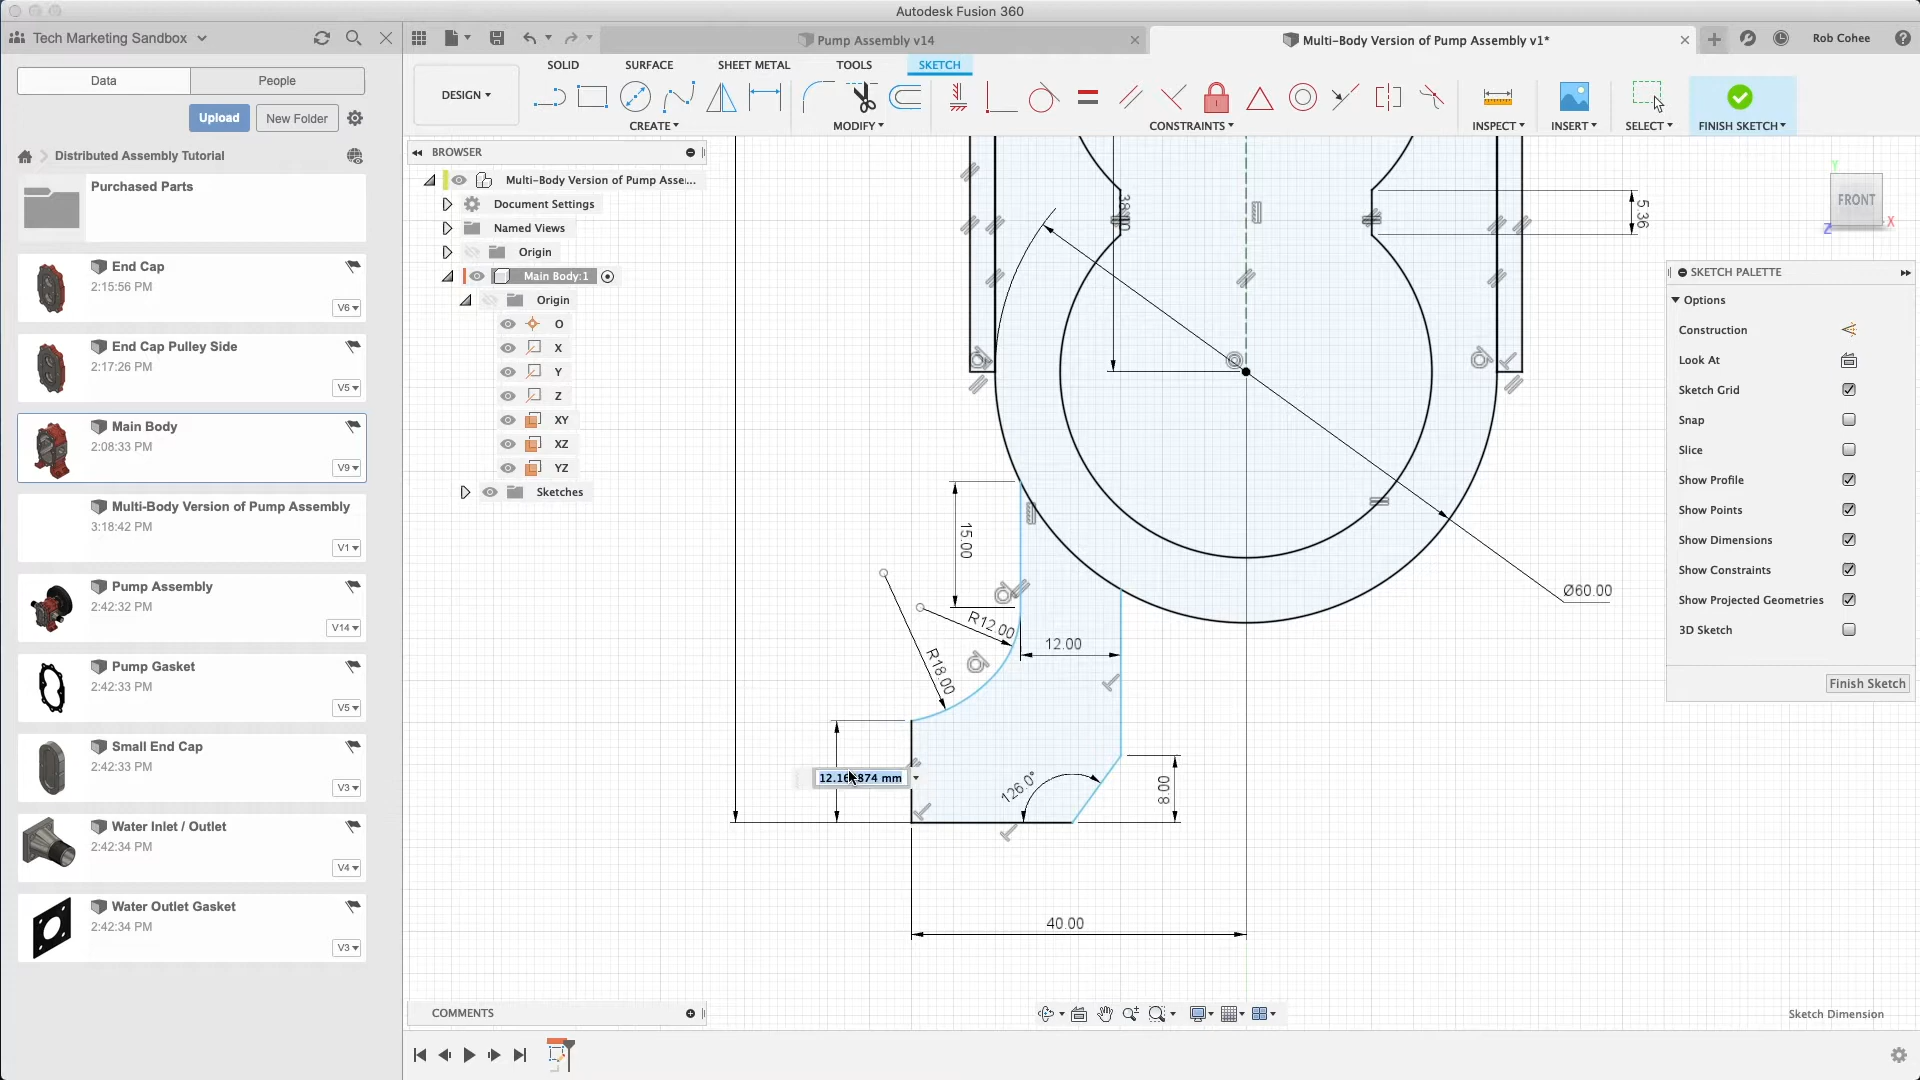 Autodesk Fusion 360
Tech Marketing Sandbox
Pump Assembly v14
Multi-Body Version of Pump Assembly v1*
Rob Cohee
Data
People
Upload
New Folder
Distributed Assembly Tutorial
Purchased Parts
End Cap
2:15:56 PM
V6
End Cap Pulley Side
2:17:26 PM
V5
Main Body
2:08:33 PM
V9
Multi-Body Version of Pump Assembly
3:18:42 PM
V1
Pump Assembly
2:42:32 PM
V14
Pump Gasket
2:42:33 PM
V5
Small End Cap
2:42:33 PM
V3
Water Inlet / Outlet
2:42:34 PM
V4
Water Outlet Gasket
2:42:34 PM
V3
DESIGN
SOLID
SURFACE
SHEET METAL
TOOLS
SKETCH
CREATE
MODIFY
CONSTRAINTS
INSPECT
INSERT
SELECT
FINISH SKETCH
BROWSER
Multi-Body Version of Pump Asse...
Document Settings
Named Views
Origin
Main Body:1
Origin
O
X
Y
Z
XY
XZ
YZ
Sketches
5.36
15.00
R12.00
R18.00
12.00
Ø60.00
126.0°
8.00
40.00
Y
FRONT
X
Z
SKETCH PALETTE
Options
Construction
Look At
Sketch Grid
Snap
Slice
Show Profile
Show Points
Show Dimensions
Show Constraints
Show Projected Geometries
3D Sketch
Finish Sketch
COMMENTS
Sketch Dimension